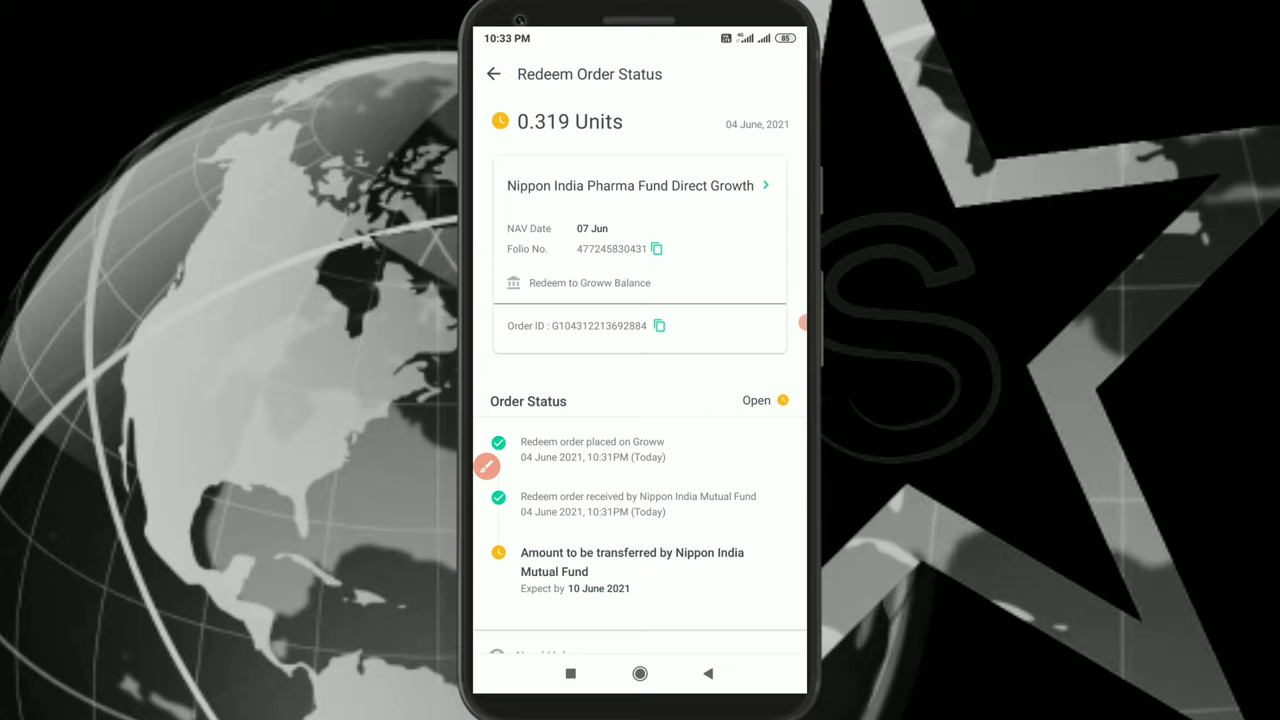 10:33 PM
4G
85
Redeem Order Status
0.319 Units
04 June, 2021
Nippon India Pharma Fund Direct Growth
NAV Date 07 Jun
Folio No. 477245830431
Redeem to Groww Balance
Order ID : G104312213692884
S
Order Status
Open
Redeem order placed on Groww
04 June 2021, 10:31PM (Today)
Redeem order received by Nippon India Mutual Fund
04 June 2021, 10:31PM (Today)
Amount to be transferred by Nippon India
Mutual Fund
Expect by 10 June 2021